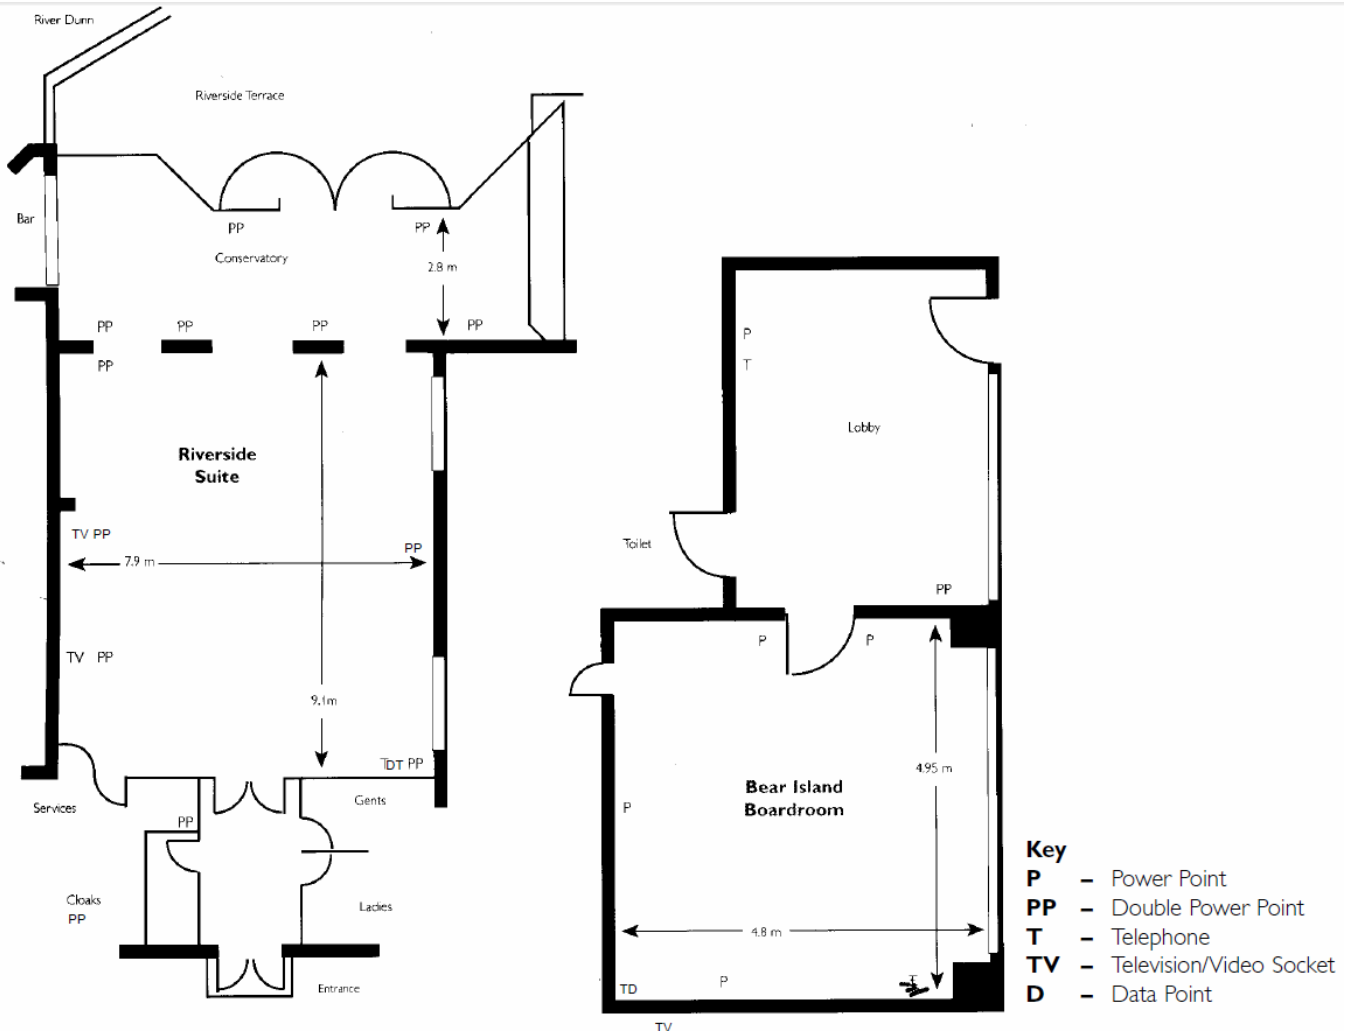 River Dunn
Riverside Terrace
Bar
PP
PP
Conservatory
2.8 m
PP
PP
PP
PP
PP
Riverside
Suite
TV PP
PP
7.9 m
TV PP
9.1m
TDT PP
Services
Gents
PP
Cloaks
PP
Ladies
Entrance
P
T
Lobby
Toilet
PP
P
P
4.95 m
Bear Island
Boardroom
P
4.8 m
P
TD
T
TV
Key
P – Power Point
PP – Double Power Point
T – Telephone
TV – Television/Video Socket
D – Data Point